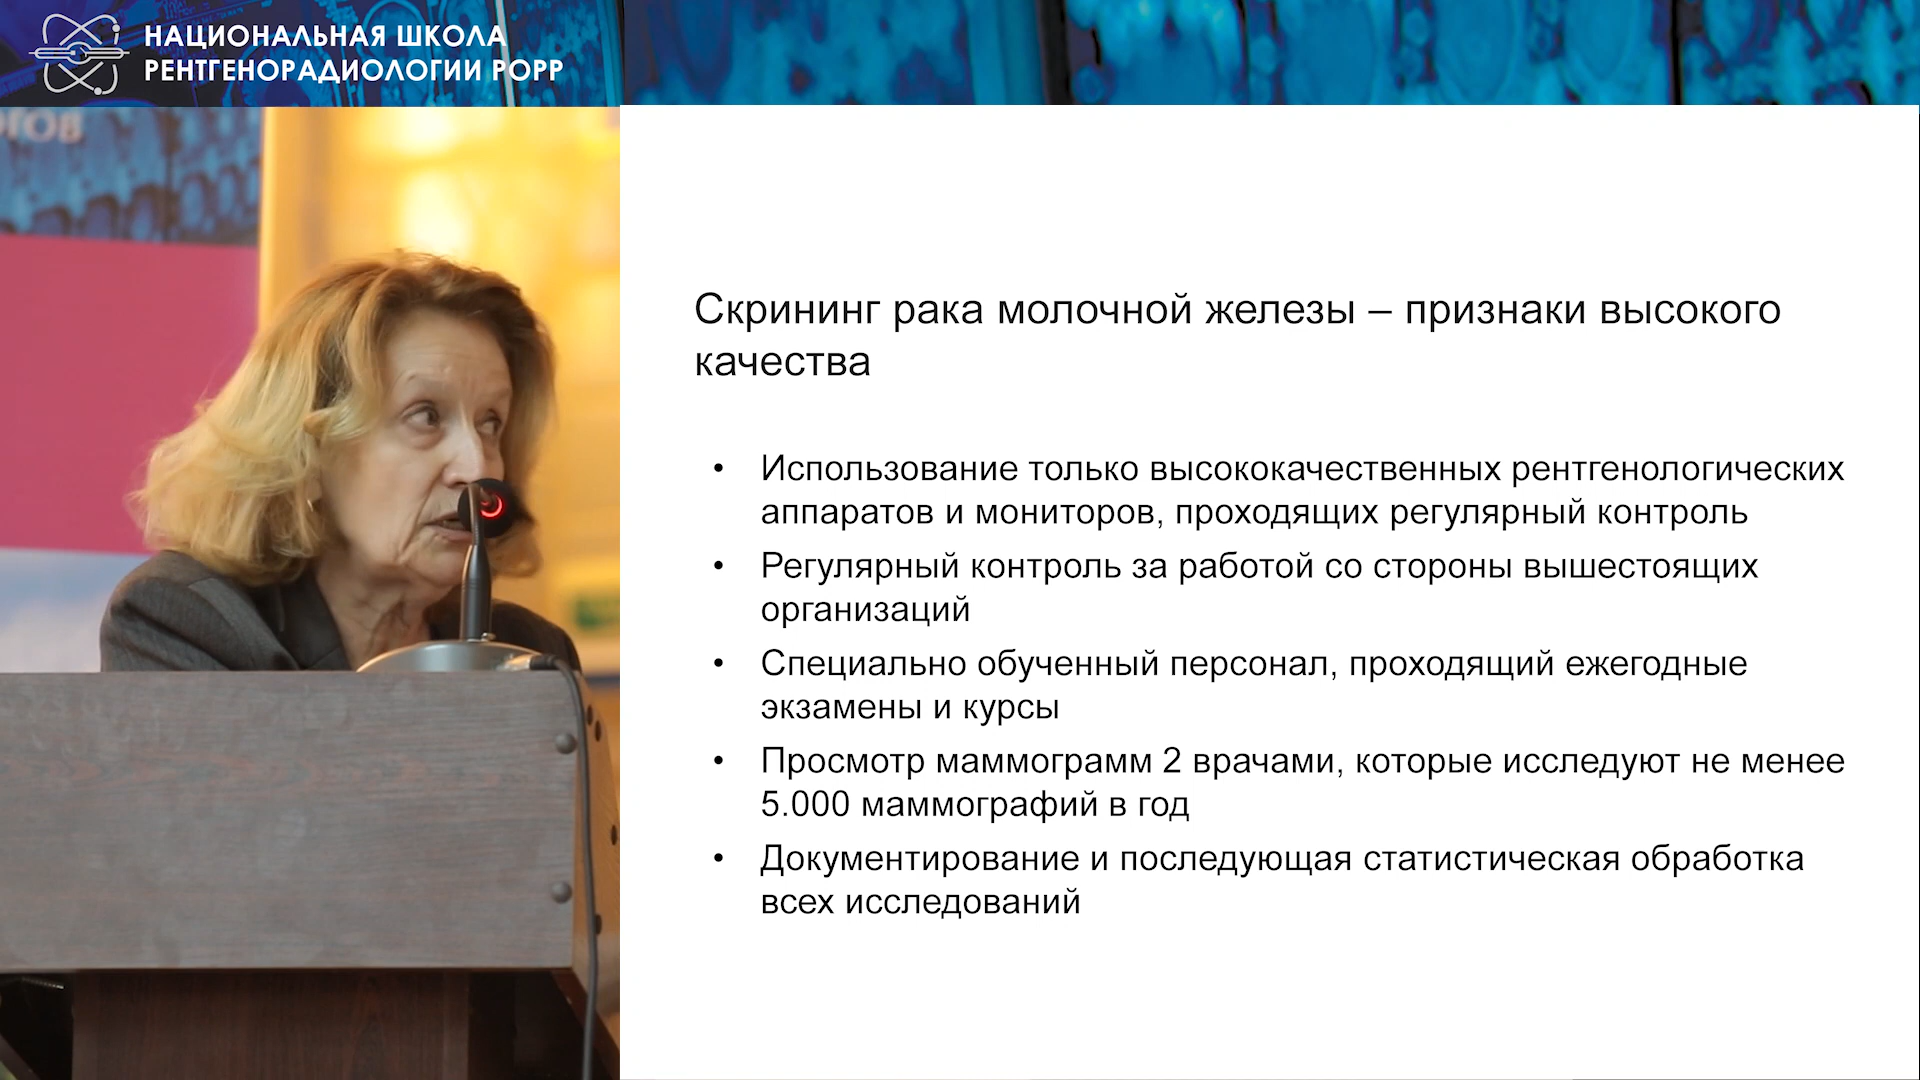 НАЦИОНАЛЬНАЯ ШКОЛА
РЕНТГЕНОРАДИОЛОГИИ РОРР
Скрининг рака молочной железы – признаки высокого
качества
• Использование только высококачественных рентгенологических
аппаратов и мониторов, проходящих регулярный контроль
• Регулярный контроль за работой со стороны вышестоящих
организаций
• Специально обученный персонал, проходящий ежегодные
экзамены и курсы
• Просмотр маммограмм 2 врачами, которые исследуют не менее
5.000 маммографий в год
• Документирование и последующая статистическая обработка
всех исследований